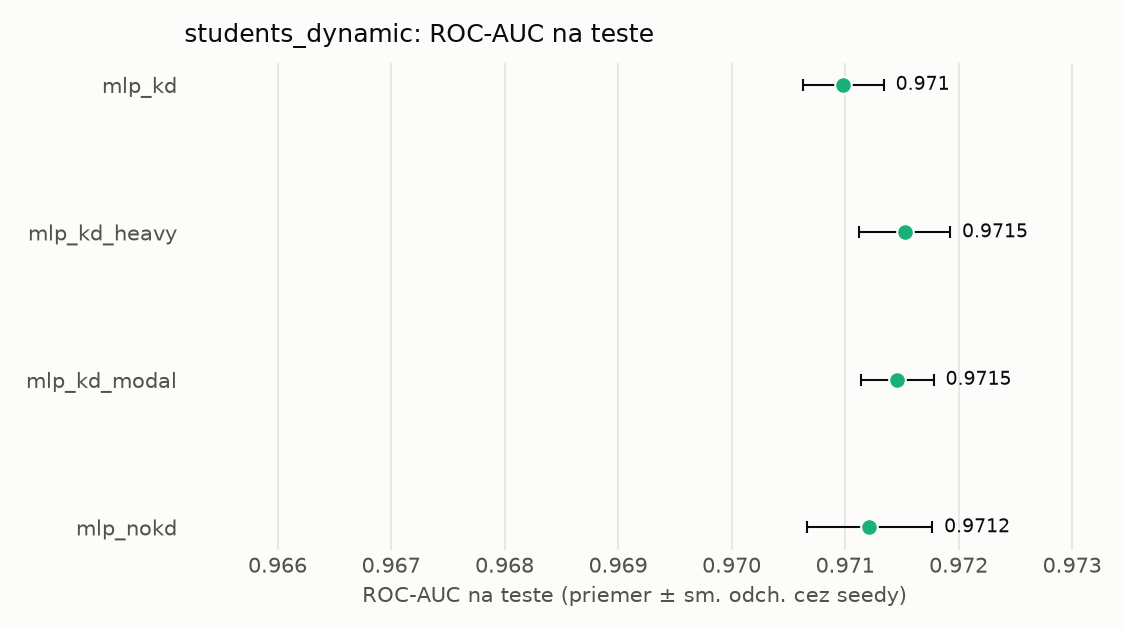 students_dynamic: ROC-AUC na teste
mlp_kd
0.971
mlp_kd_heavy
0.9715
mlp_kd_modal
0.9715
mlp_nokd
0.9712
0.966 0.967 0.968 0.969 0.970 0.971 0.972 0.973
ROC-AUC na teste (priemer ± sm. odch. cez seedy)